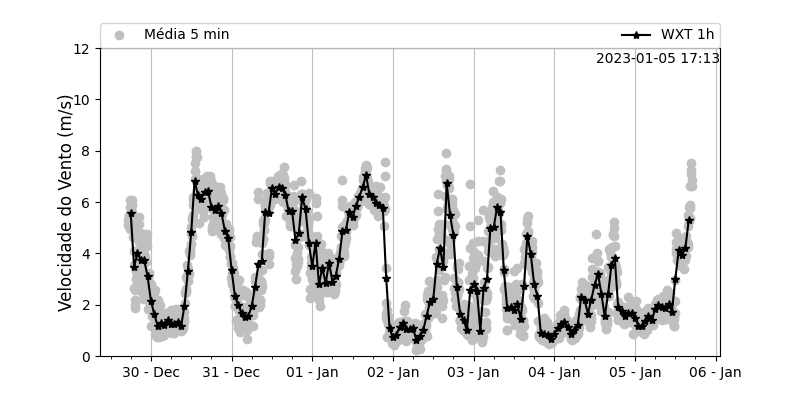 Média 5 min
WXT 1h
2023-01-05 17:13
Velocidade do Vento (m/s)
12
10
8
6
4
2
0
30 - Dec
31 - Dec
01 - Jan
02 - Jan
03 - Jan
04 - Jan
05 - Jan
06 - Jan